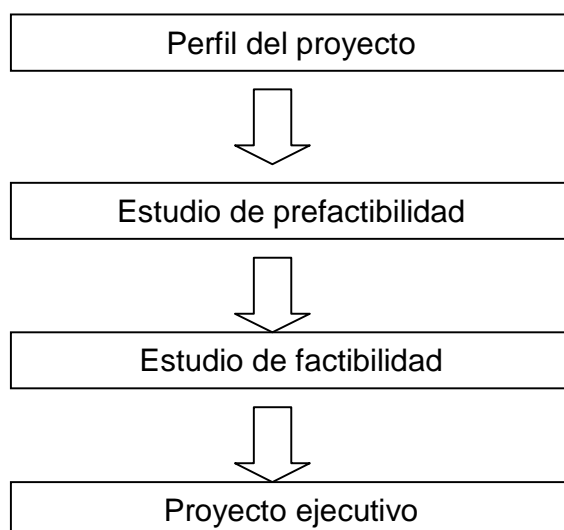 Perfil del proyecto
Estudio de prefactibilidad
Estudio de factibilidad
Proyecto ejecutivo